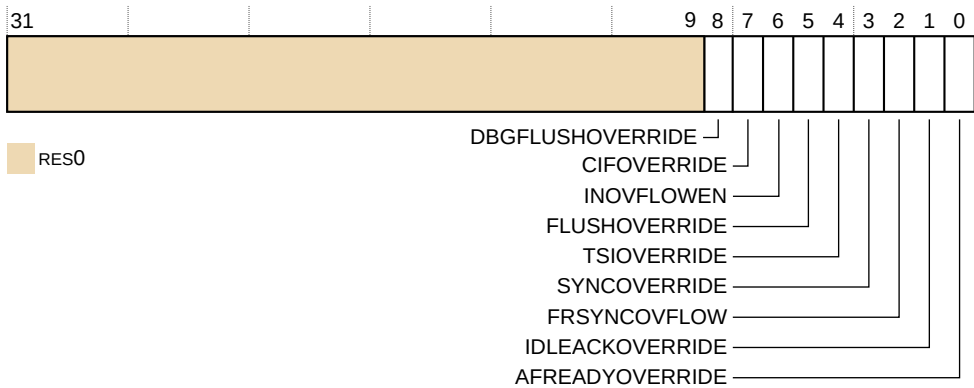 31 9 8 7 6 5 4 3 2 1 0
DBGFLUSHOVERRIDE
RES0
CIFOVERRIDE
INOVFLOWEN
FLUSHOVERRIDE
TSIOVERRIDE
SYNCOVERRIDE
FRSYNCOVFLOW
IDLEACKOVERRIDE
AFREADYOVERRIDE